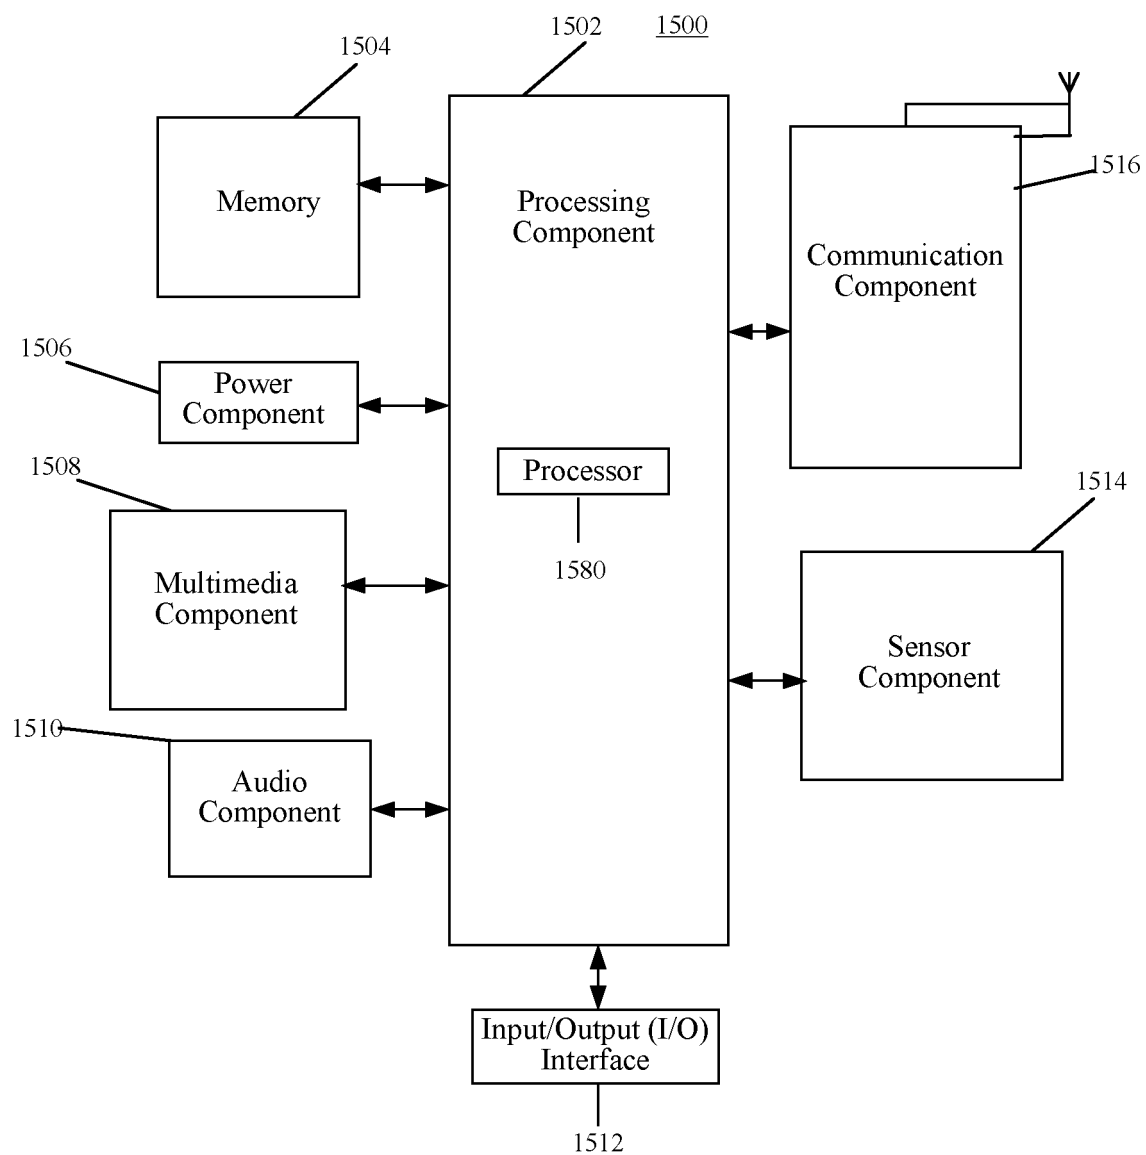 1502
1500
1504
Memory
Processing
Component
1516
Communication
Component
1506
Power
Component
1508
Processor
1580
1514
Multimedia
Component
Sensor
Component
1510
Audio
Component
Input/Output (I/O)
Interface
1512